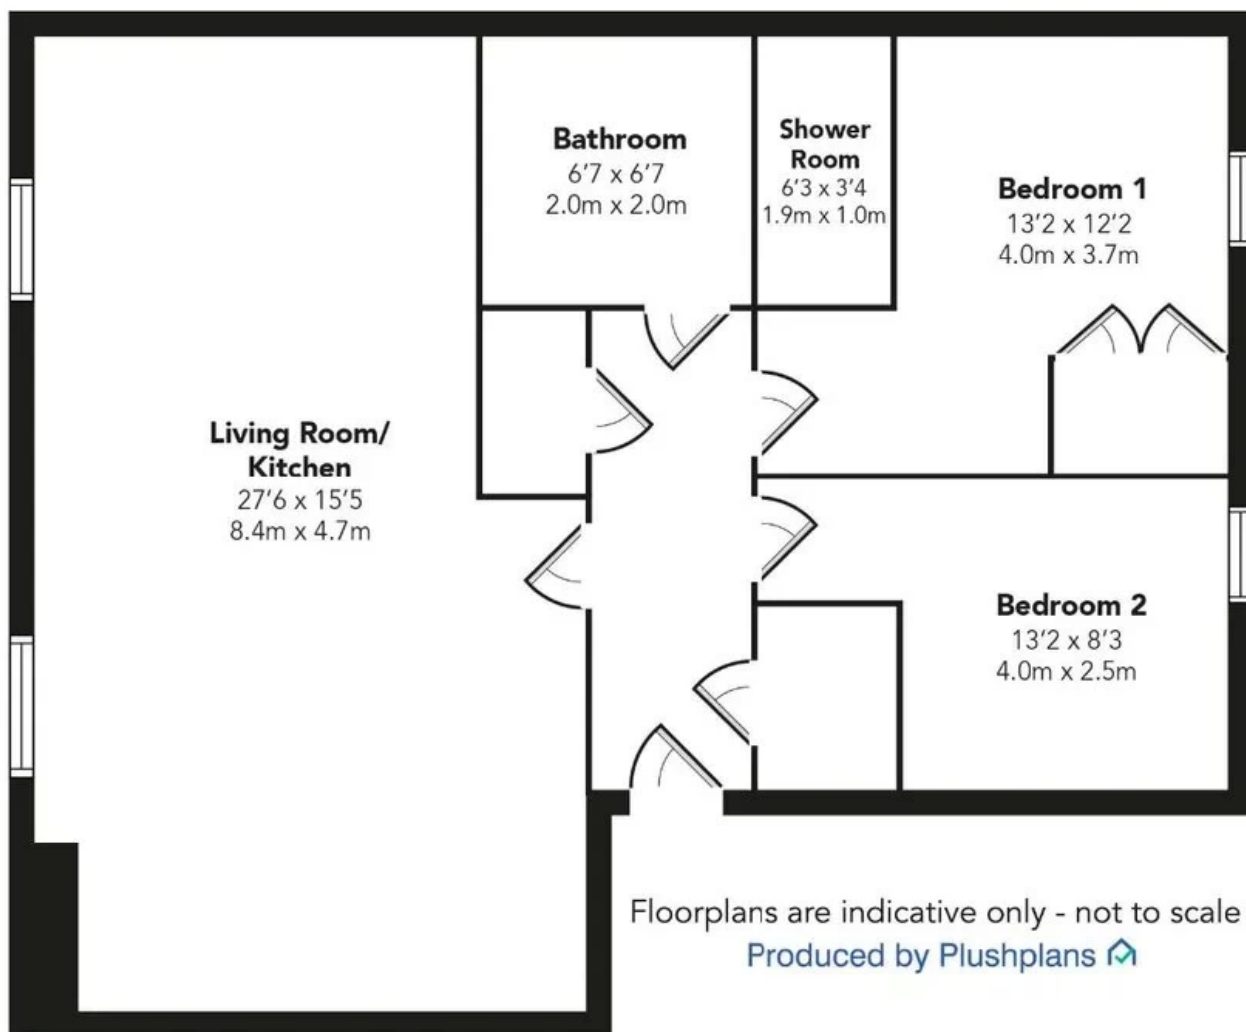 Bathroom
6'7 x 6'7
2.0m x 2.0m
Shower
Room
6'3 x 3'4
1.9m x 1.0m
Bedroom 1
13'2 x 12'2
4.0m x 3.7m
Living Room/
Kitchen
27'6 x 15'5
8.4m x 4.7m
Bedroom 2
13'2 x 8'3
4.0m x 2.5m
Floorplans are indicative only - not to scale
Produced by Plushplans